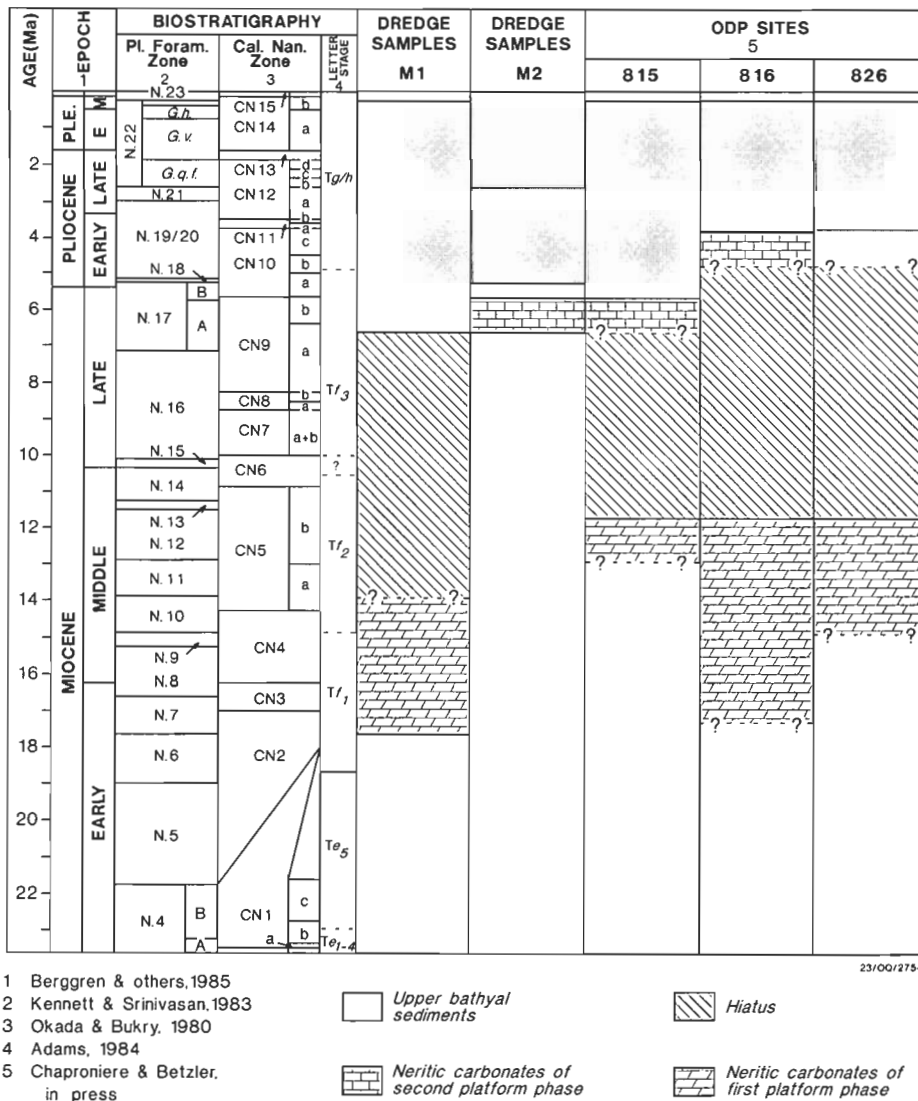 AGE(Ma)
1 EPOCH
BIOSTRATIGRAPHY
Pl. Foram. Zone 2
Cal. Nan. Zone 3
LETTER STAGE 4
DREDGE SAMPLES M1
DREDGE SAMPLES M2
ODP SITES 5
815 816 826
2
4
6
8
10
12
14
16
18
20
22
PLE.
M
E
PLIOCENE
LATE
EARLY
MIOCENE
LATE
MIDDLE
EARLY
N.23
N.22
G.h.
G.v.
G.q.f.
N.21
N.19/20
N.18
N.17
B
A
N.16
N.15
N.14
N.13
N.12
N.11
N.10
N.9
N.8
N.7
N.6
N.5
N.4
B
A
CN15
b
CN14
a
CN13
d
c
b
CN12
a
b
a
CN11
c
CN10
b
a
b
CN9
a
b
CN8
a
CN7
a+b
CN6
CN5
b
a
CN4
CN3
CN2
CN1
c
b
a
Tg/h
Tf3
?
Tf2
Tf1
Te5
Te1-4
? ?
? ?
? ?
? ?
? ?
? ?
? ?
? ?
23/OQ/275-
1 Berggren & others, 1985
2 Kennett & Srinivasan, 1983
3 Okada & Bukry, 1980
4 Adams, 1984
5 Chaproniere & Betzler,
in press
Upper bathyal
sediments
Hiatus
Neritic carbonates of
second platform phase
Neritic carbonates of
first platform phase